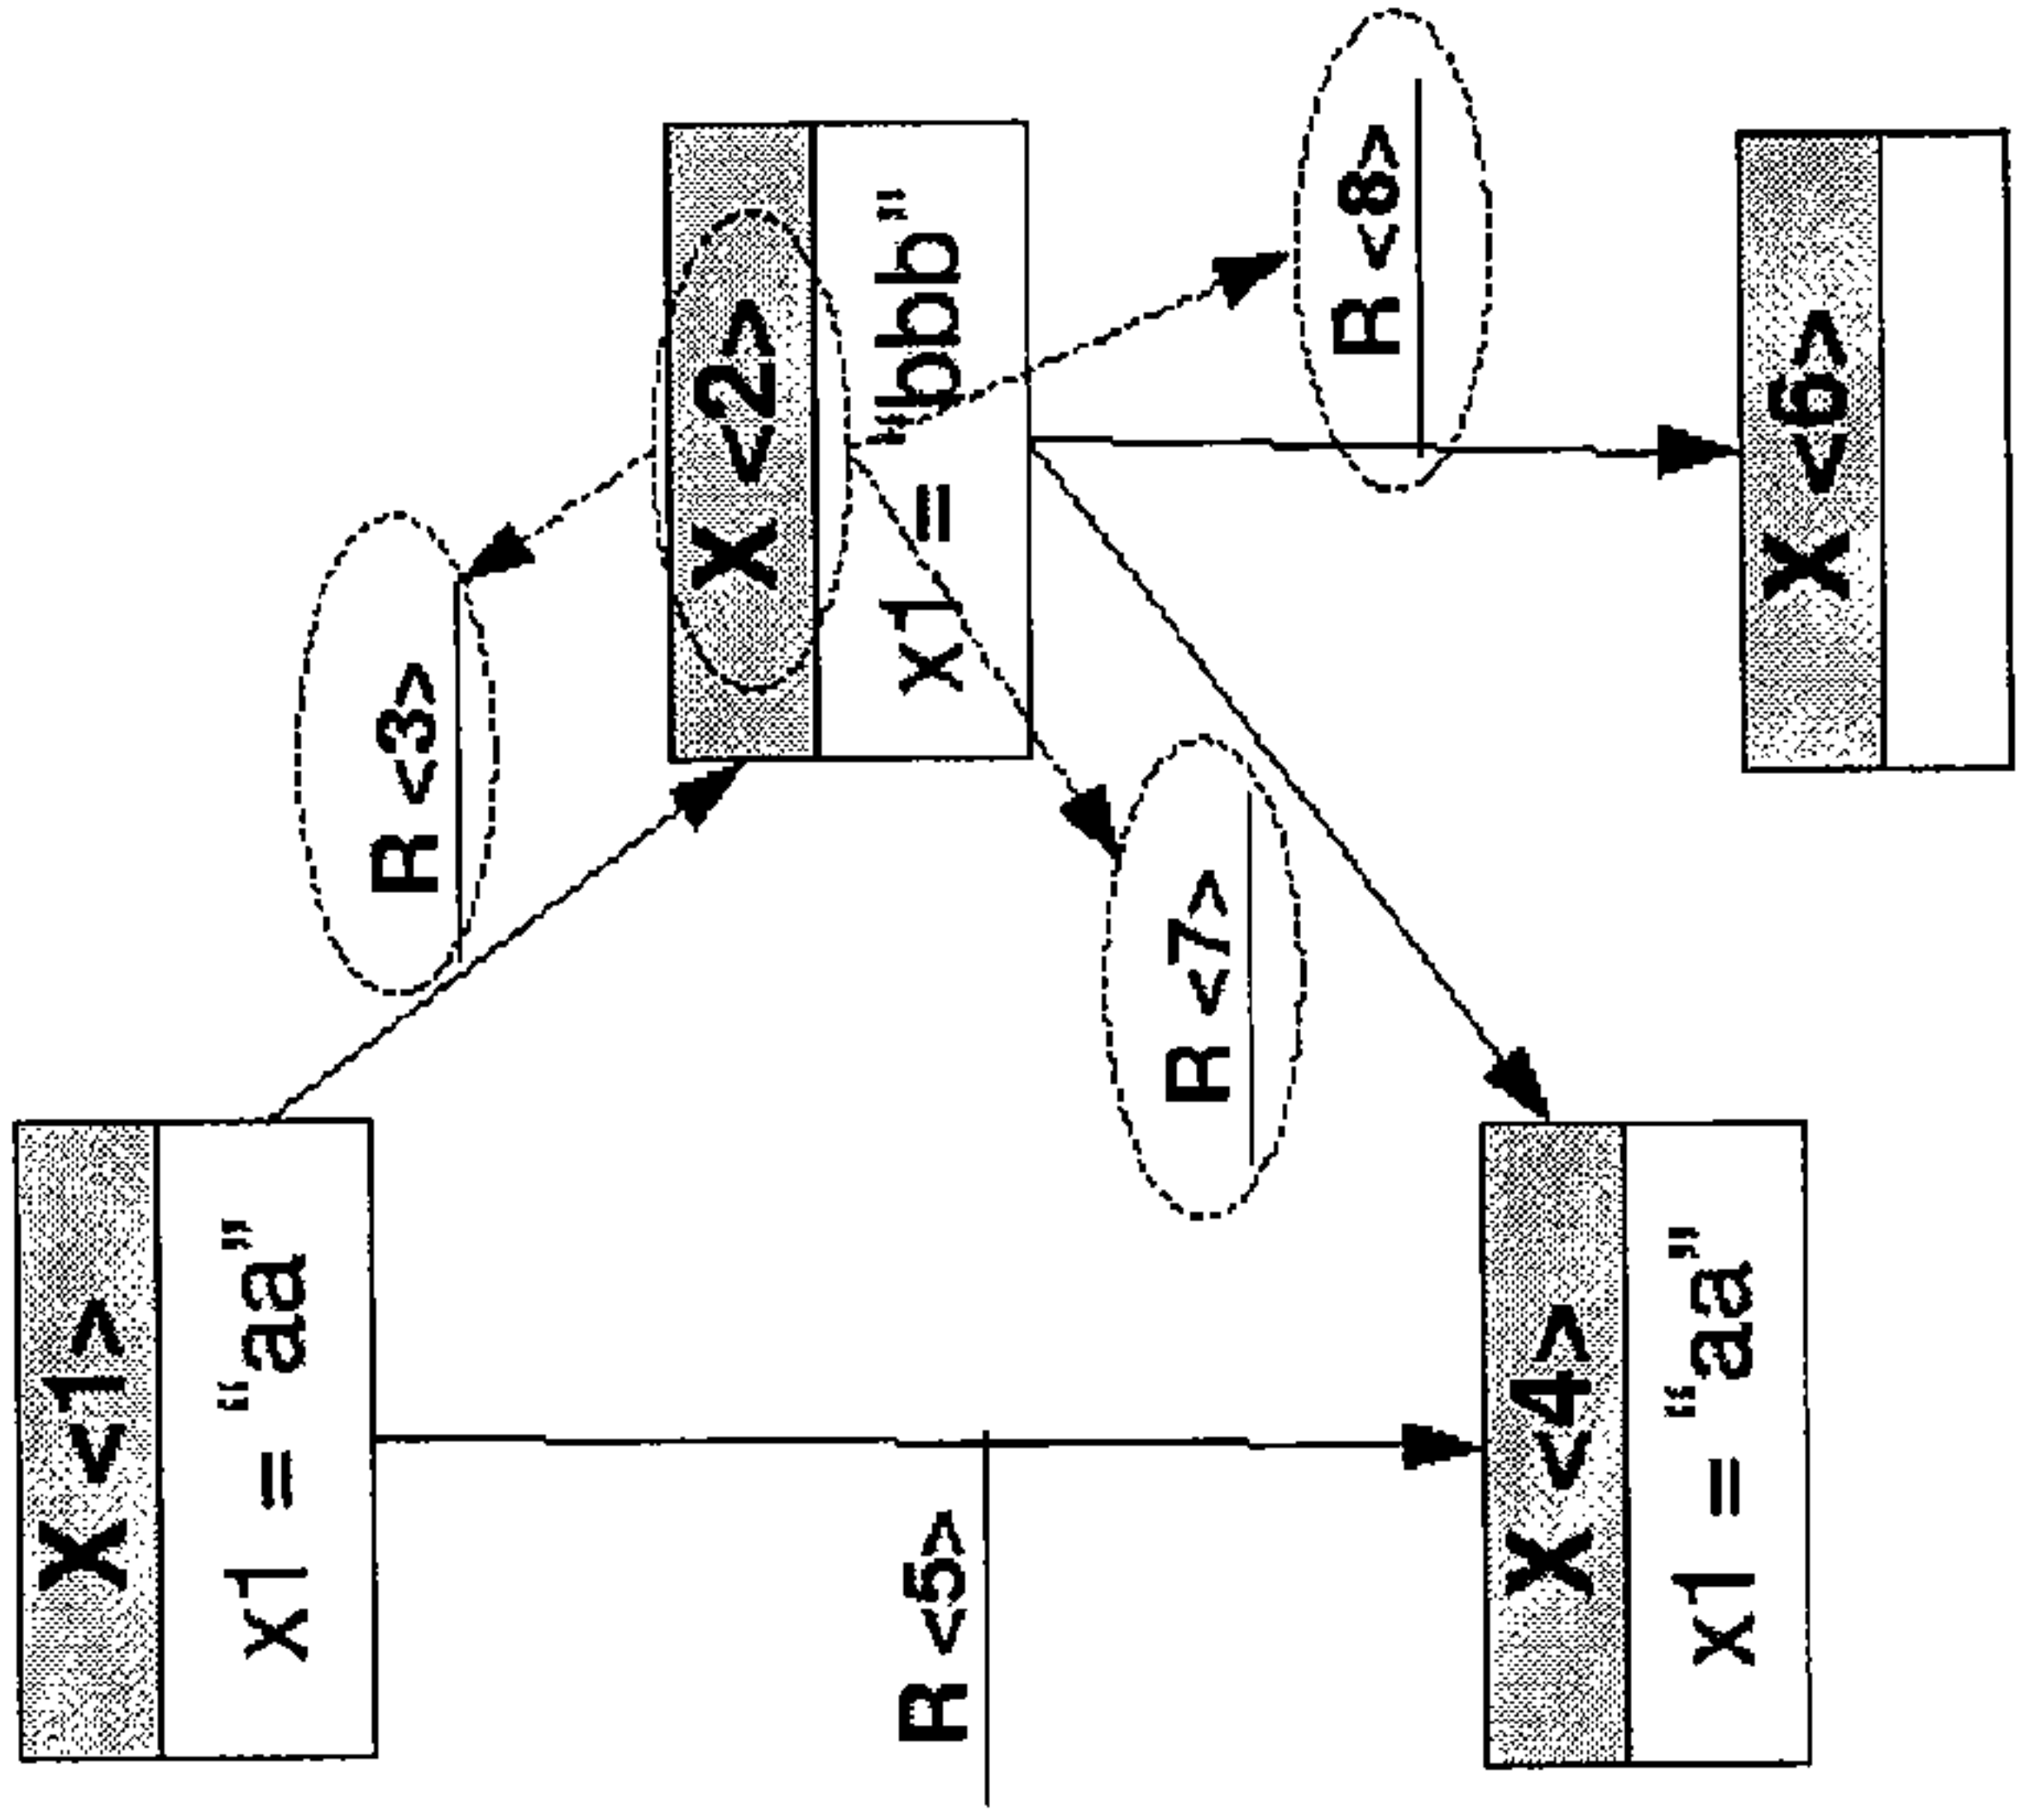 X <1>
x1 = “aa”
R <3>
X <2>
x1 = “bbb”
R <5>
R <7>
R <8>
X <4>
x1 = “aa”
X <6>